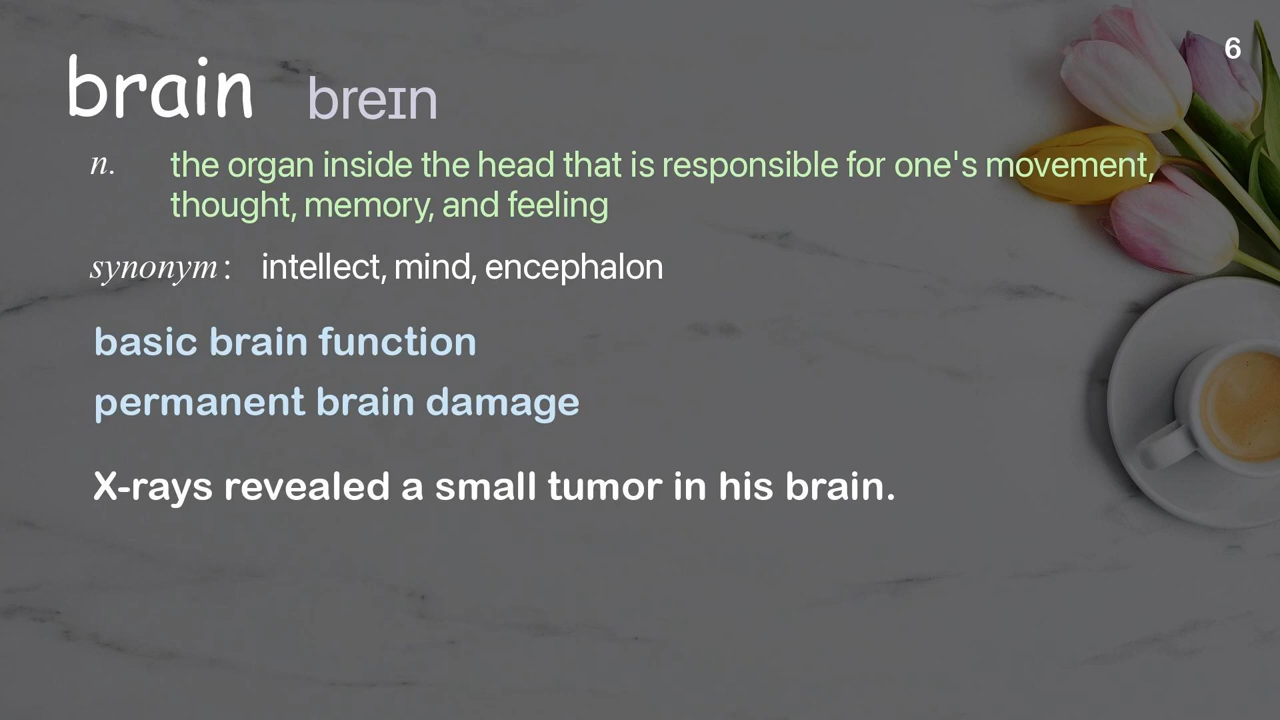 6
brain breɪn
n. the organ inside the head that is responsible for one's movement,
thought, memory, and feeling
synonym: intellect, mind, encephalon
basic brain function
permanent brain damage
X-rays revealed a small tumor in his brain.